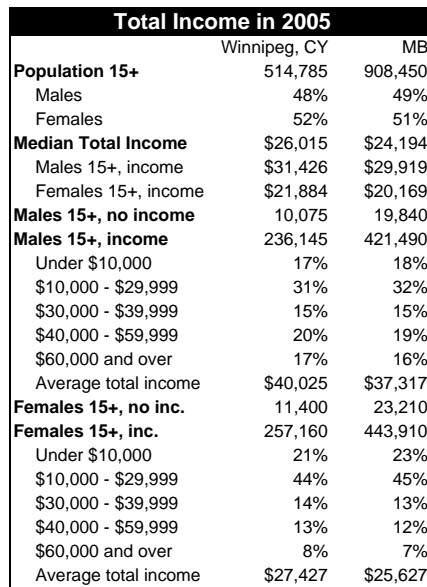 Total Income in 2005
Winnipeg, CY MB
Population 15+ 514,785 908,450
Males 48% 49%
Females 52% 51%
Median Total Income $26,015 $24,194
Males 15+, income $31,426 $29,919
Females 15+, income $21,884 $20,169
Males 15+, no income 10,075 19,840
Males 15+, income 236,145 421,490
Under $10,000 17% 18%
$10,000 - $29,999 31% 32%
$30,000 - $39,999 15% 15%
$40,000 - $59,999 20% 19%
$60,000 and over 17% 16%
Average total income $40,025 $37,317
Females 15+, no inc. 11,400 23,210
Females 15+, inc. 257,160 443,910
Under $10,000 21% 23%
$10,000 - $29,999 44% 45%
$30,000 - $39,999 14% 13%
$40,000 - $59,999 13% 12%
$60,000 and over 8% 7%
Average total income $27,427 $25,627